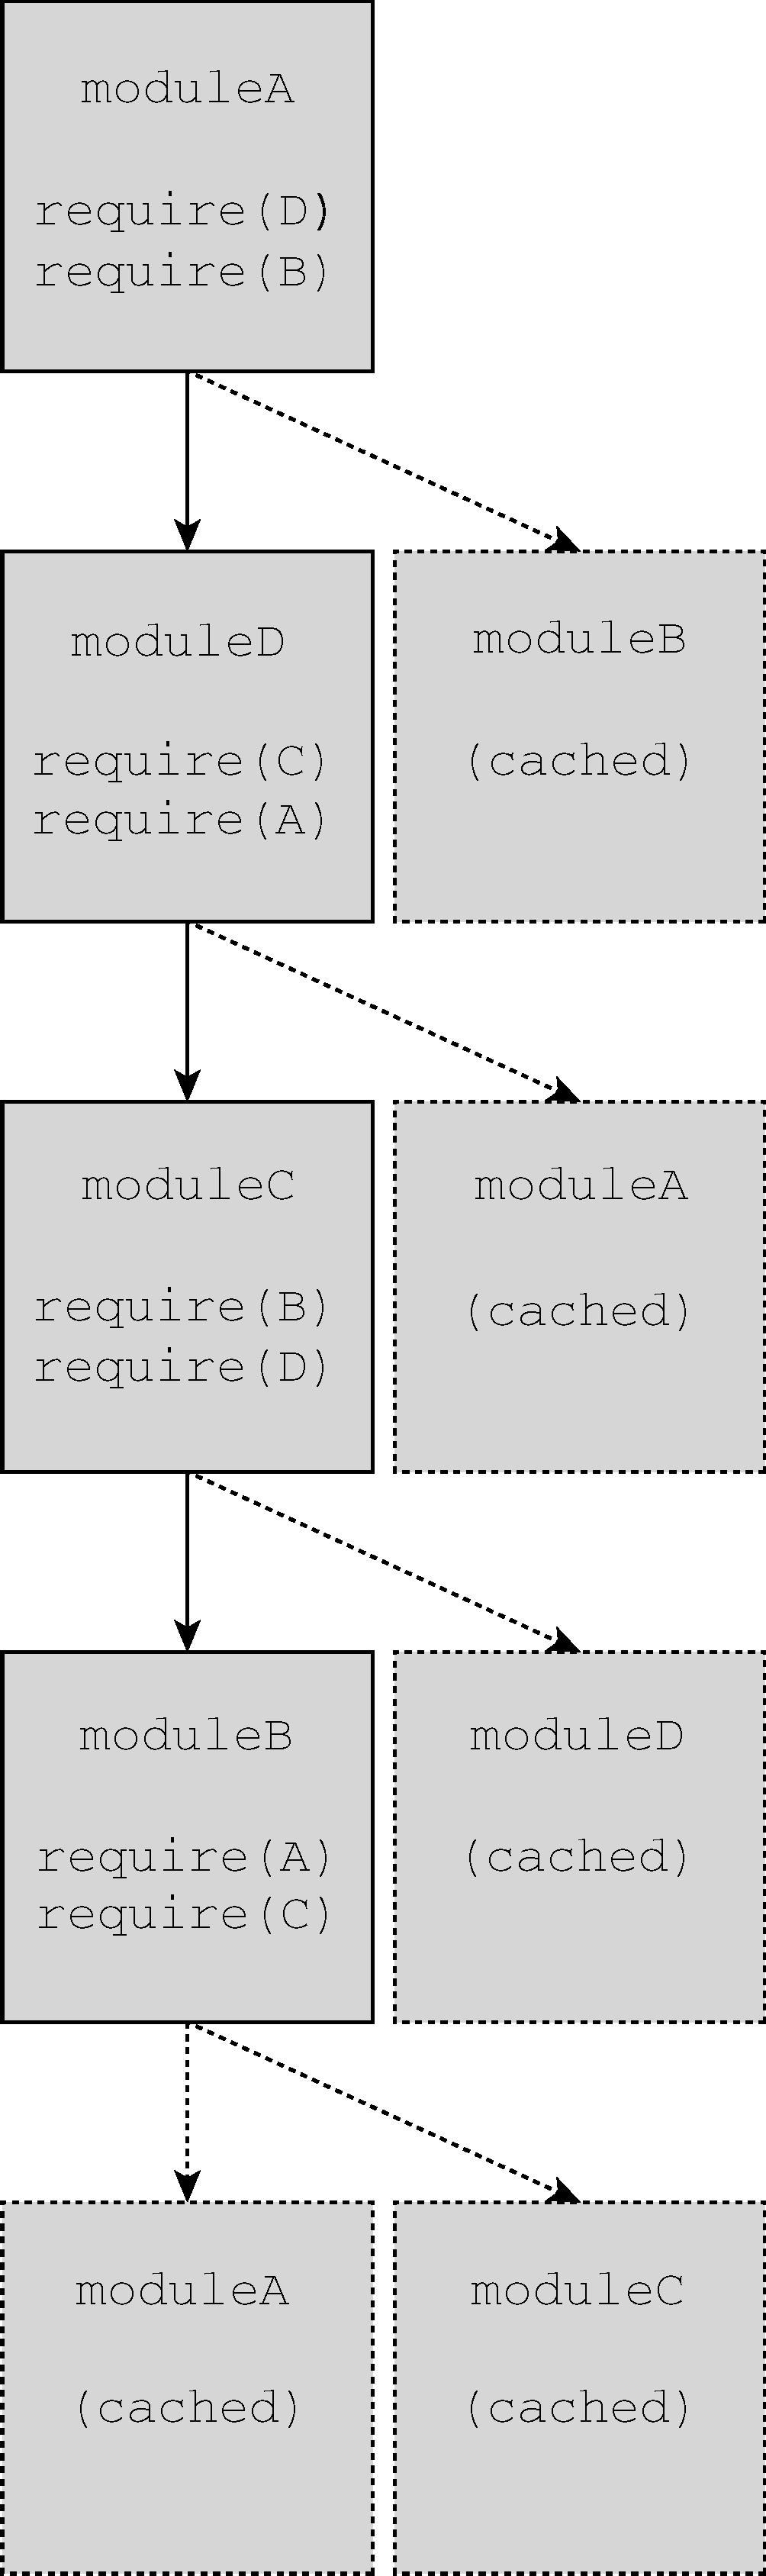 moduleA
require(D)
require(B)
moduleD
require(C)
require(A)
moduleB
(cached)
moduleC
require(B)
require(D)
moduleA
(cached)
moduleB
require(A)
require(C)
moduleD
(cached)
moduleA
(cached)
moduleC
(cached)